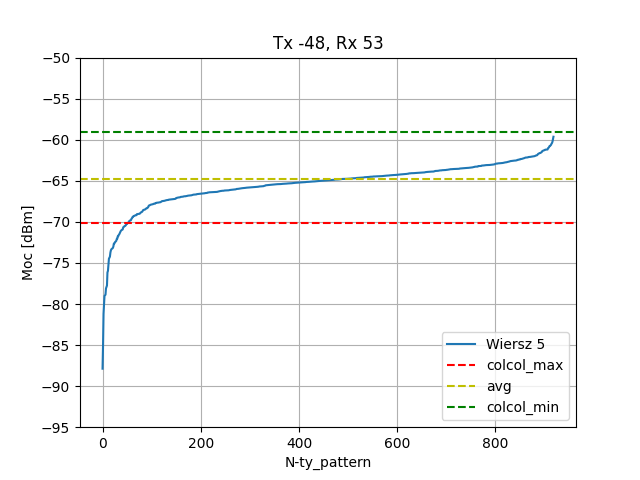 Tx -48, Rx 53
−50
−55
−60
−65
−70
−75
−80
−85
−90
−95
Moc [dBm]
0 200 400 600 800
N-ty_pattern
Wiersz 5
colcol_max
avg
colcol_min